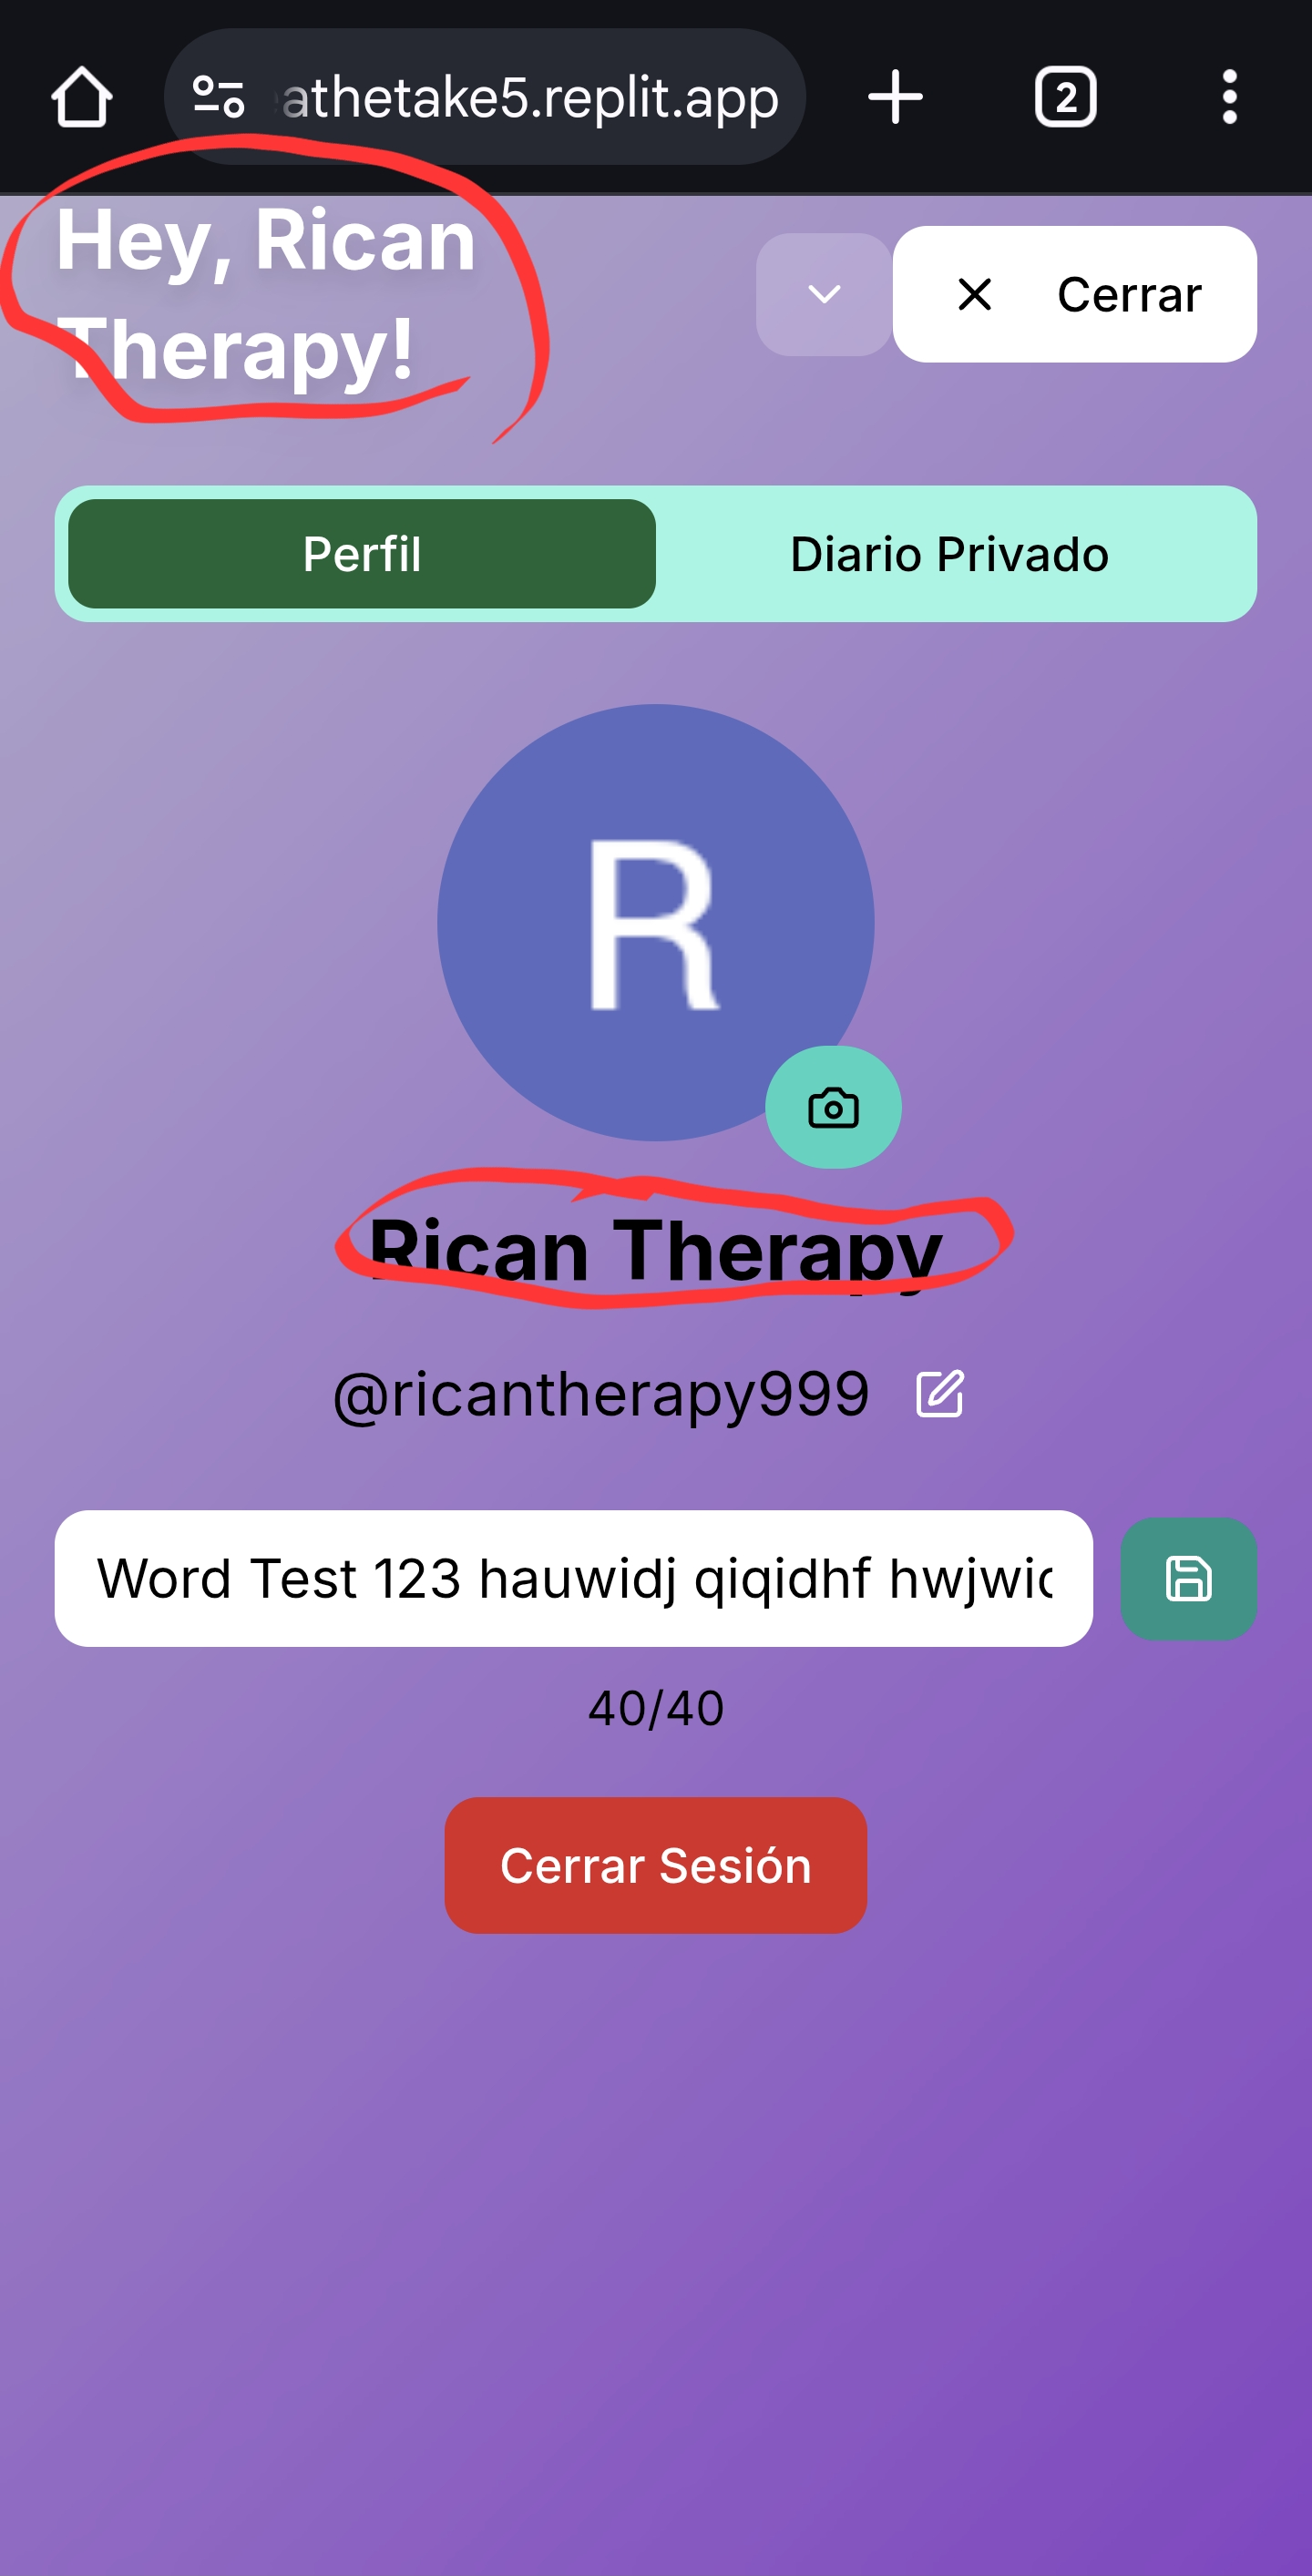 athetake5.replit.app
2
Hey, Rican
Therapy!
Cerrar
Perfil
Diario Privado
R
Rican Therapy
@ricantherapy999
Word Test 123 hauwidj qiqidhf
40/40
Cerrar Sesión